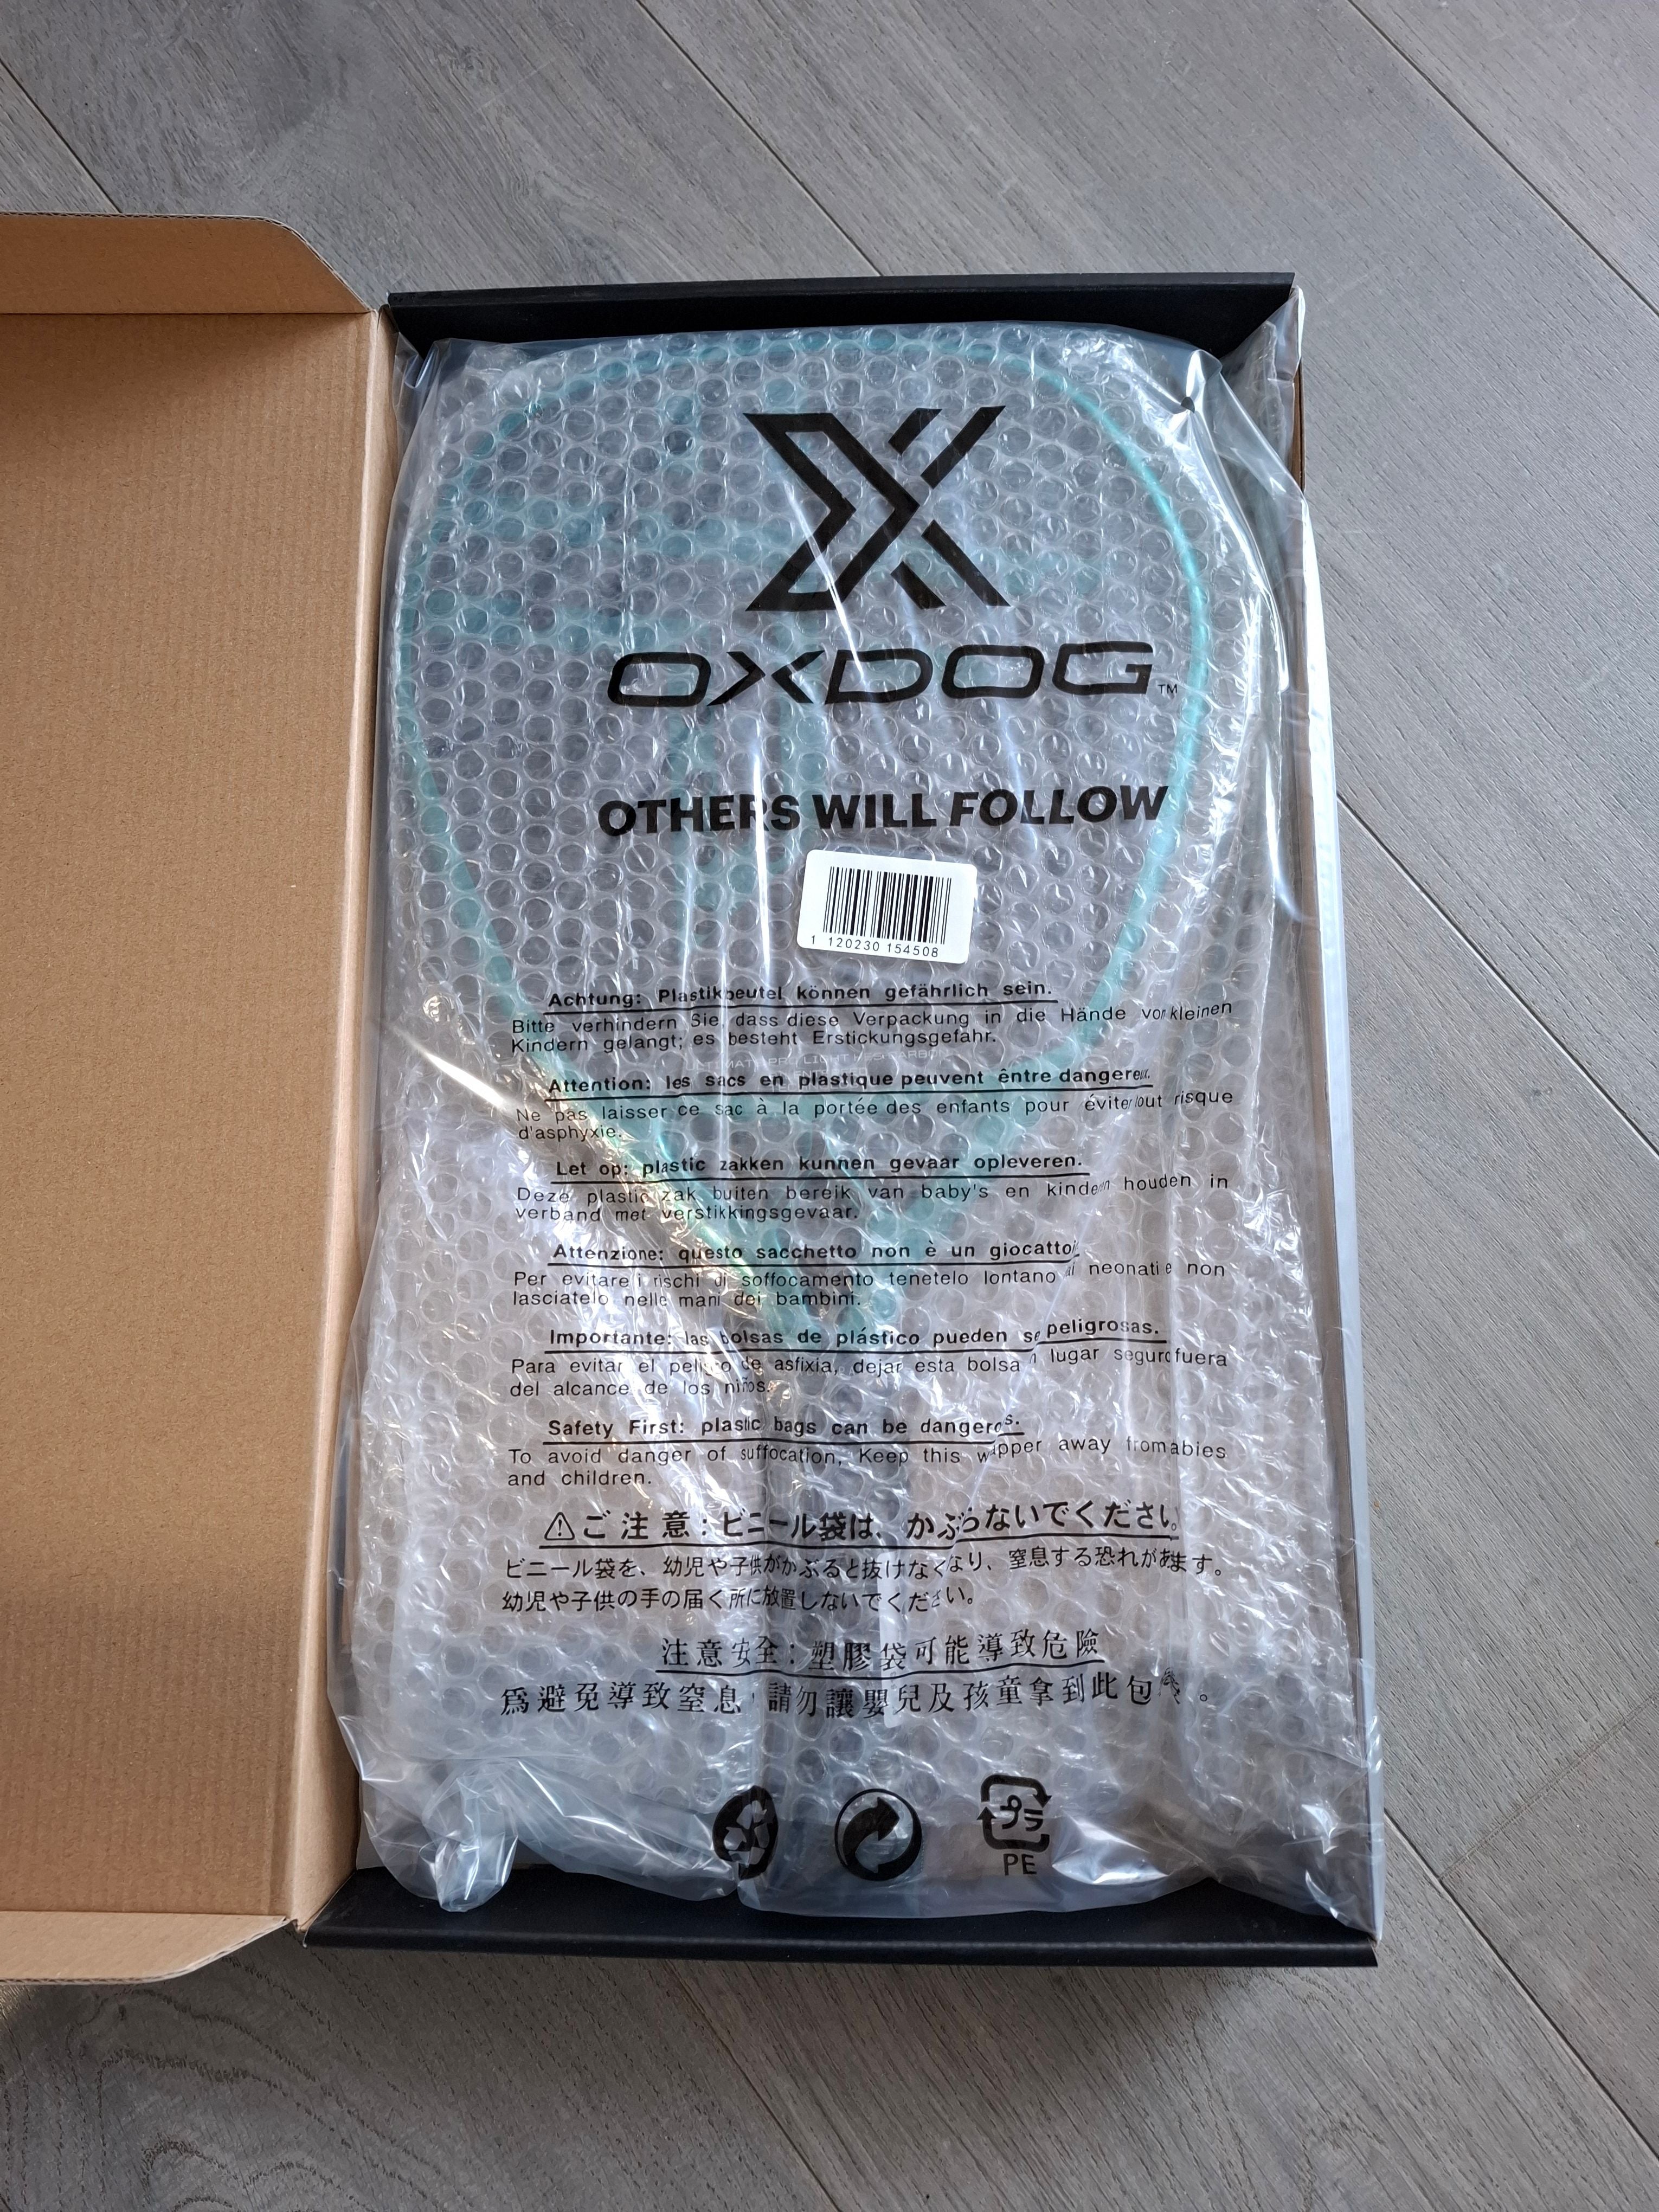 OXDOG™
OTHERS WILL FOLLOW
1 120230 154508
Achtung: Plastikbeutel können gefährlich sein.
Bitte verhindern Sie, dass diese Verpackung in die Hände von kleinen
Kindern gelangt; es besteht Erstickungsgefahr.
PRO LIGHT
Attention: les sacs en plastique peuvent êntre dangereux.
Ne pas laisser ce sac à la portée des enfants pour éviter tout risque
d'asphyxie.
Let op: plastic zakken kunnen gevaar opleveren.
Deze plastic zak buiten bereik van baby's en kinderen houden in
verband met verstikkingsgevaar.
Attenzione: questo sacchetto non è un giocattolo
Per evitare i rischi di soffocamento tenetelo lontano ai neonati e non
lasciatelo nelle mani dei bambini.
Importante: las bolsas de plástico pueden ser peligrosas.
Para evitar el peligro de asfixia, dejar esta bolsa lugar seguro fuera
del alcance de los niños.
Safety First: plastic bags can be dangeros.
To avoid danger of suffocation, Keep this wapper away from abies
and children.
⚠ご注意:ビニール袋は、かぶらないでください。
ビニール袋を、幼児や子供がかぶると抜けなくなり、窒息する恐れがあます。
幼児や子供の手の届く所に放置しないでください。
注意安全:塑膠袋可能導致危險
爲避免導致窒息,請勿讓嬰兒及孩童拿到此包 。
プラ
PE